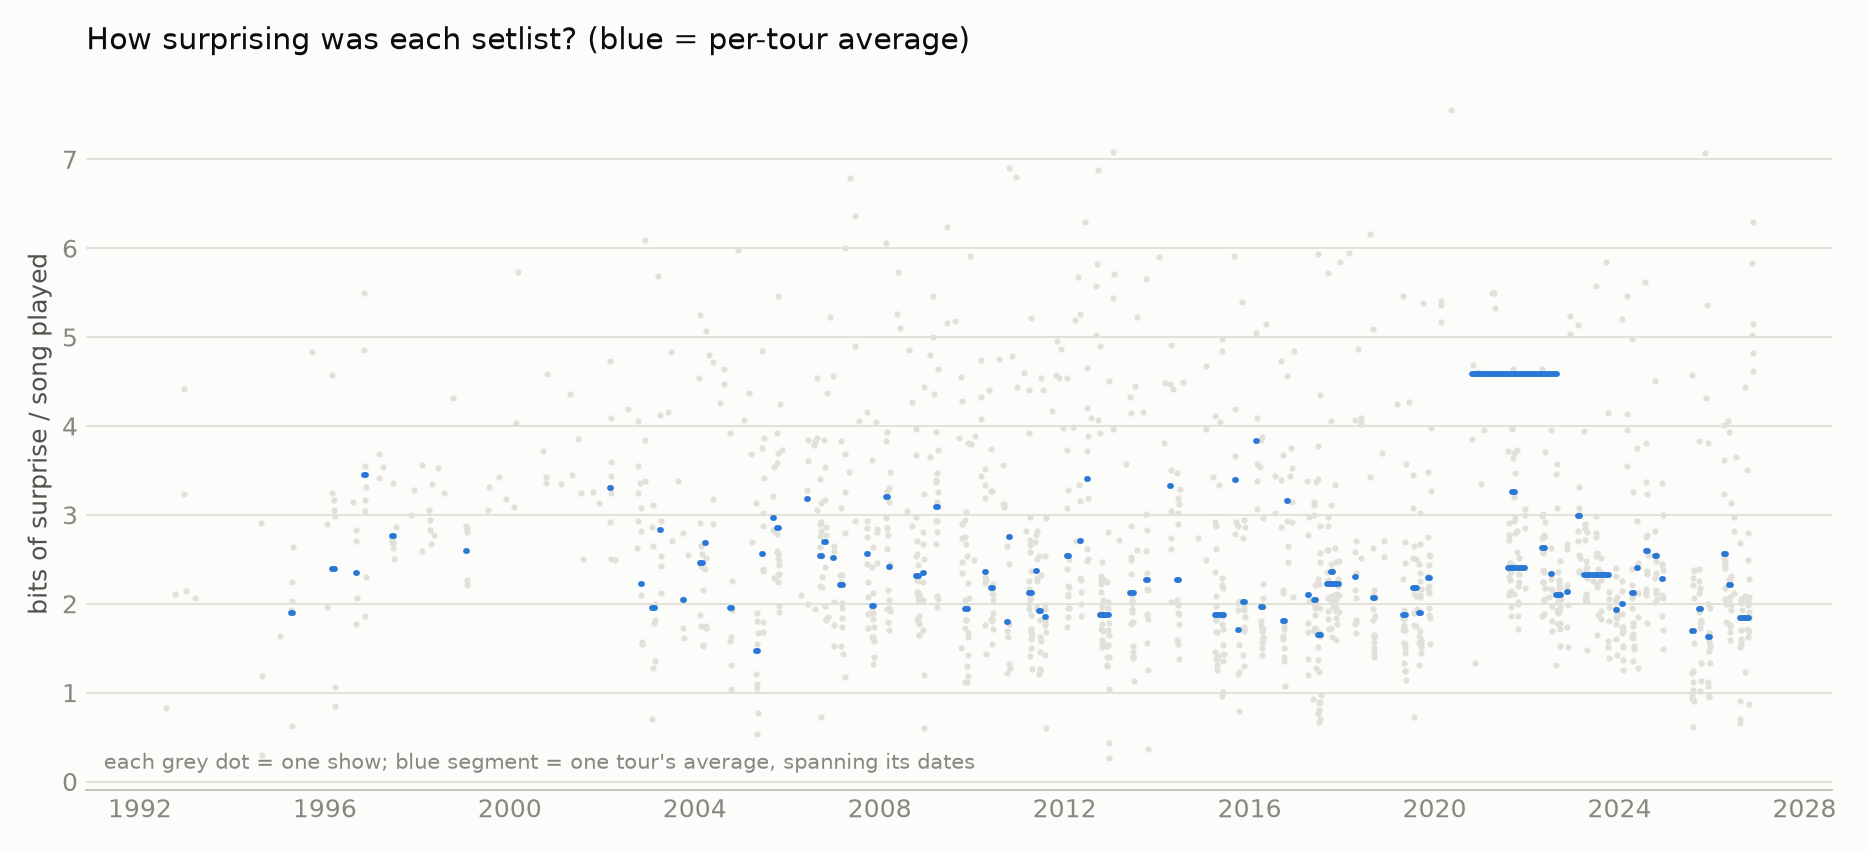 How surprising was each setlist? (blue = per-tour average)
bits of surprise / song played
7
6
5
4
3
2
1
0
each grey dot = one show; blue segment = one tour's average, spanning its dates
1992 1996 2000 2004 2008 2012 2016 2020 2024 2028